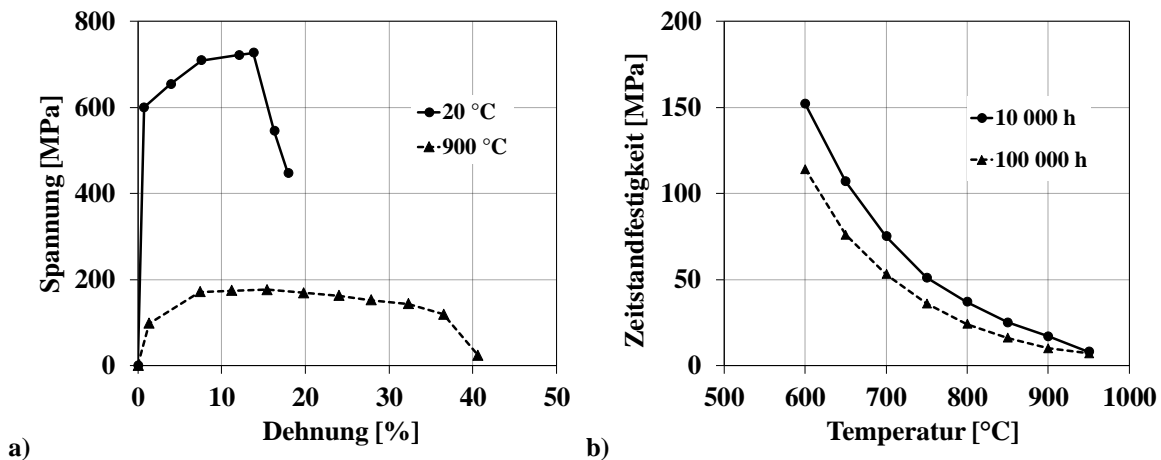 800
600
400
200
0
Spannung [MPa]
20 °C
900 °C
0 10 20 30 40 50
Dehnung [%]
a)
200
150
100
50
0
Zeitstandfestigkeit [MPa]
10 000 h
100 000 h
500 600 700 800 900 1000
Temperatur [°C]
b)